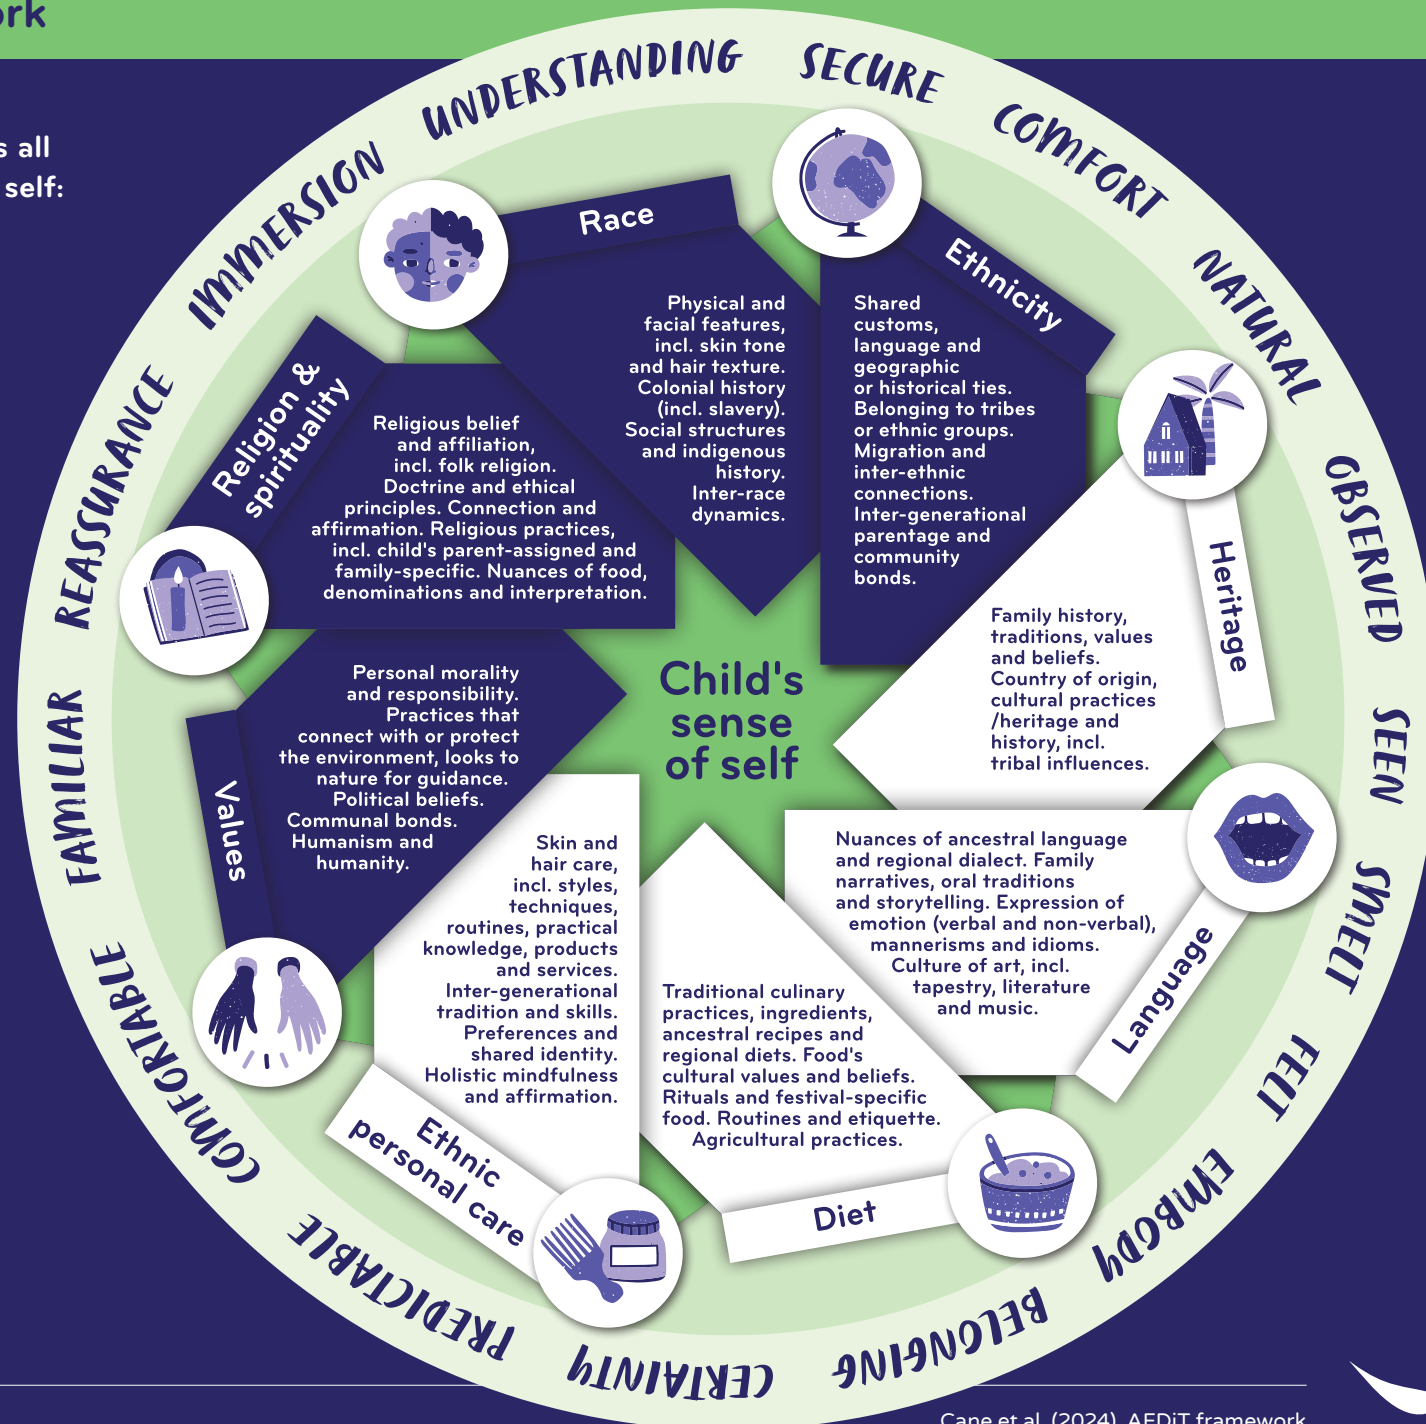 ork
s all
self:
UNDERSTANDING
SECURE
COMFORT
NATURAL
OBSERVED
SEEN
SMELT
FELT
EMBODY
BELONGING
CERTAINTY
PREDICTABLE
COMFORTABLE
FAMILIAR
REASSURANCE
IMMERSION
Race
Physical and
facial features,
incl. skin tone
and hair texture.
Colonial history
(incl. slavery).
Social structures
and indigenous
history.
Inter-race
dynamics.
Ethnicity
Shared
customs,
language and
geographic
or historical ties.
Belonging to tribes
or ethnic groups.
Migration and
inter-ethnic
connections.
Inter-generational
parentage and
community
bonds.
Heritage
Family history,
traditions, values
and beliefs.
Country of origin,
cultural practices
/heritage and
history, incl.
tribal influences.
Language
Nuances of ancestral language
and regional dialect. Family
narratives, oral traditions
and storytelling. Expression of
emotion (verbal and non-verbal),
mannerisms and idioms.
Culture of art, incl.
tapestry, literature
and music.
Diet
Traditional culinary
practices, ingredients,
ancestral recipes and
regional diets. Food's
cultural values and beliefs.
Rituals and festival-specific
food. Routines and etiquette.
Agricultural practices.
Ethnic
personal care
Skin and
hair care,
incl. styles,
techniques,
routines, practical
knowledge, products
and services.
Inter-generational
tradition and skills.
Preferences and
shared identity.
Holistic mindfulness
and affirmation.
Values
Personal morality
and responsibility.
Practices that
connect with or protect
the environment, looks to
nature for guidance.
Political beliefs.
Communal bonds.
Humanism and
humanity.
Religion &
spirituality
Religious belief
and affiliation,
incl. folk religion.
Doctrine and ethical
principles. Connection and
affirmation. Religious practices,
incl. child's parent-assigned and
family-specific. Nuances of food,
denominations and interpretation.
Child's
sense
of self
Cane et al. (2024). AFDiT framework